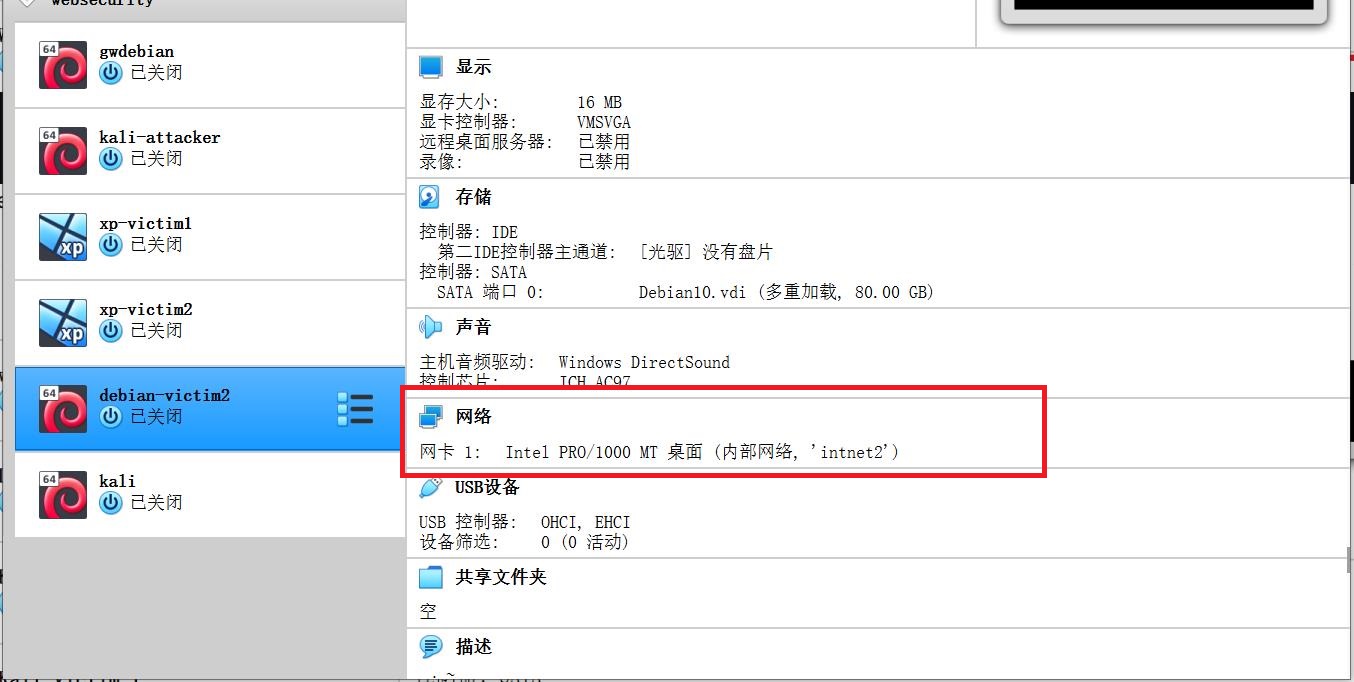 websecurity
64
gwdebian
已关闭
64
kali-attacker
已关闭
xp
xp-victim1
已关闭
xp
xp-victim2
已关闭
64
debian-victim2
已关闭
64
kali
已关闭
显示
显存大小: 16 MB
显卡控制器: VMSVGA
远程桌面服务器: 已禁用
录像: 已禁用
存储
控制器: IDE
第二IDE控制器主通道: [光驱] 没有盘片
控制器: SATA
SATA 端口 0: Debian10.vdi (多重加载, 80.00 GB)
声音
主机音频驱动: Windows DirectSound
控制芯片: ICH AC97
网络
网卡 1: Intel PRO/1000 MT 桌面 (内部网络, 'intnet2')
USB设备
USB 控制器: OHCI, EHCI
设备筛选: 0 (0 活动)
共享文件夹
空
描述